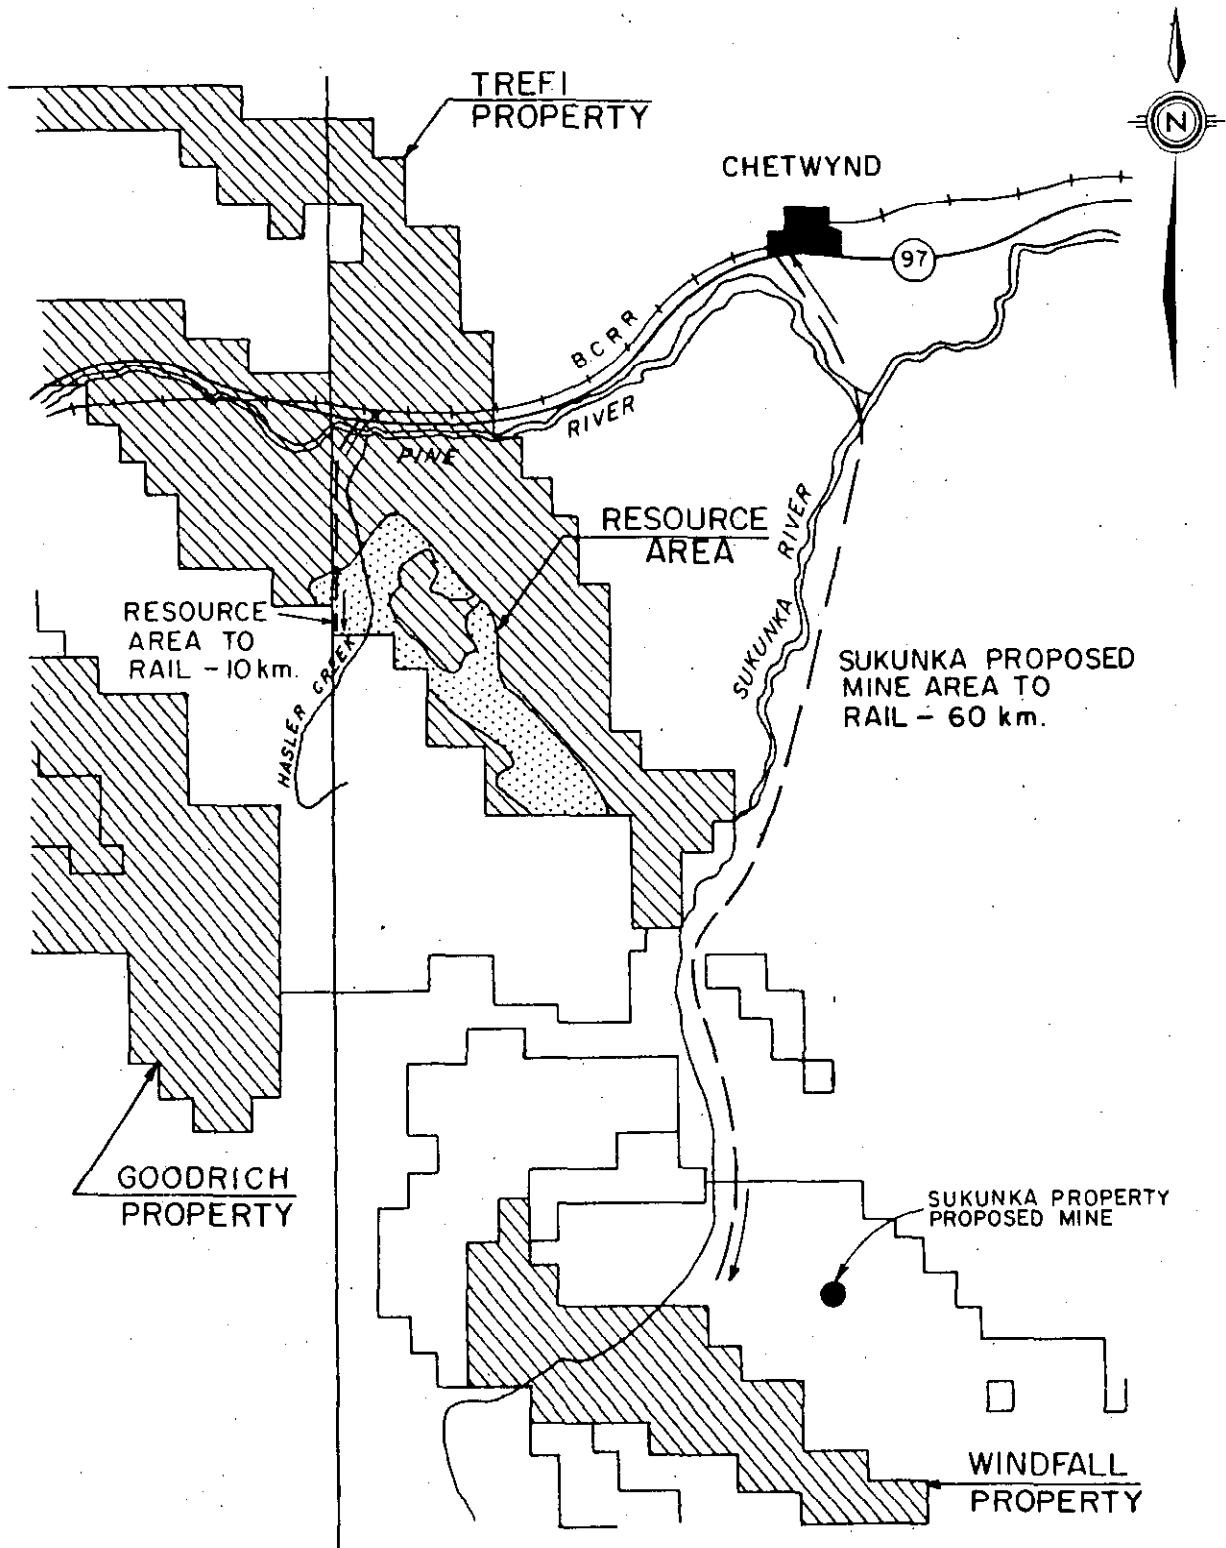 TREFI
PROPERTY
N
CHETWYND
97
B.C.R.R
RIVER
PINE
RESOURCE
AREA
RIVER
SUKUNKA
RESOURCE
AREA TO
RAIL - 10 km.
HASLER CREEK
SUKUNKA PROPOSED
MINE AREA TO
RAIL - 60 km.
GOODRICH
PROPERTY
SUKUNKA PROPERTY
PROPOSED MINE
WINDFALL
PROPERTY